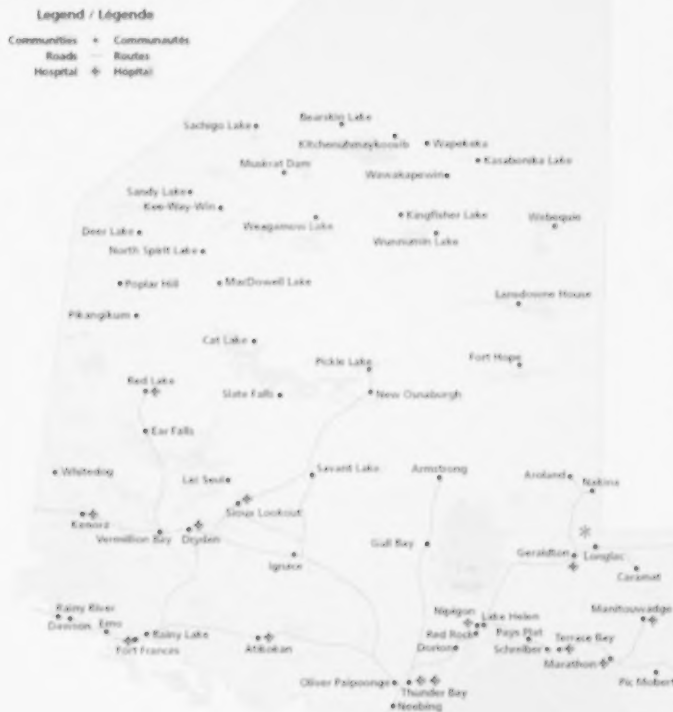 Legend / Légende
Communities • Communautés
Roads — Routes
Hospital ✚ Hôpital
Bearskin Lake
Sachigo Lake
Kitchenuhmaykoosib
Wapekeka
Muskrat Dam
Kasabonika Lake
Wawakapewin
Sandy Lake
Kee-Way-Win
Weagamow Lake
Kingfisher Lake
Webequie
Deer Lake
Wunnumin Lake
North Spirit Lake
Poplar Hill
MacDowell Lake
Lansdowne House
Pikangikum
Cat Lake
Pickle Lake
Fort Hope
Red Lake
Slate Falls
New Osnaburgh
Ear Falls
Whitedog
Lac Seul
Savant Lake
Armstrong
Aroland
Nakina
Sioux Lookout
Kenora
Vermillion Bay
Dryden
Gull Bay
Ignace
Geraldton
Longlac
Caramat
Rainy River
Dawson
Emo
Rainy Lake
Fort Frances
Atikokan
Nipigon
Lake Helen
Red Rock
Pays Plat
Manitouwadge
Dorion
Schreiber
Terrace Bay
Marathon
Oliver Paipoonge
Thunder Bay
Pic Mobert
Neebing